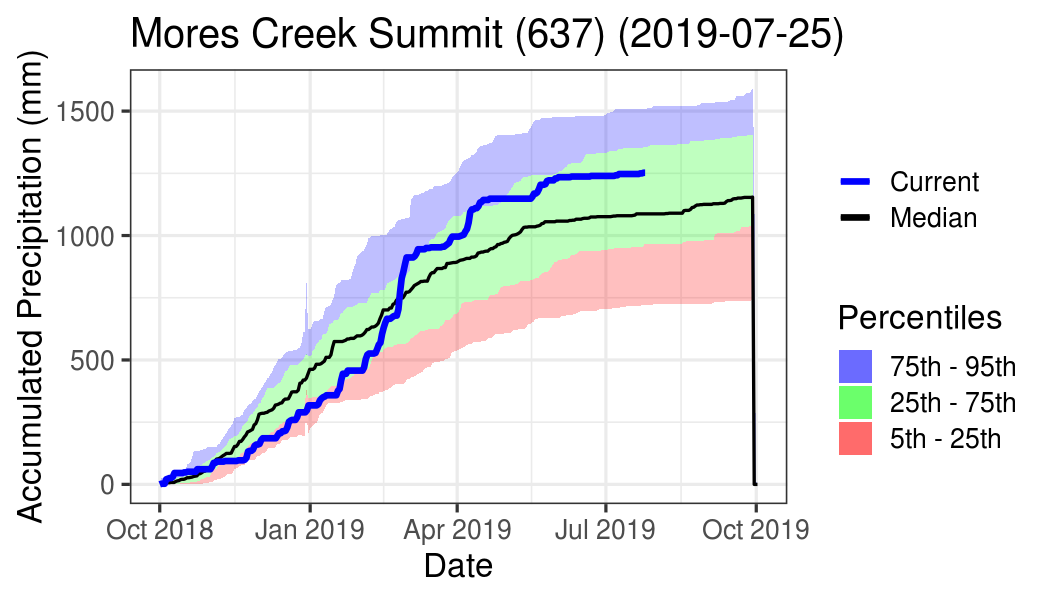 Mores Creek Summit (637) (2019-07-25)
Accumulated Precipitation (mm)
1500
1000
500
0
Oct 2018
Jan 2019
Apr 2019
Jul 2019
Oct 2019
Date
Current
Median
Percentiles
75th - 95th
25th - 75th
5th - 25th